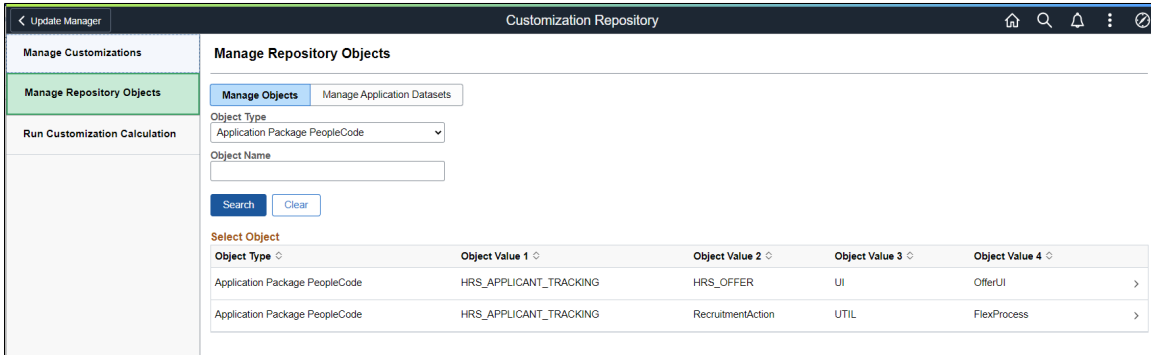 Update Manager
Customization Repository
Manage Customizations
Manage Repository Objects
Run Customization Calculation
Manage Repository Objects
Manage Objects Manage Application Datasets
Object Type
Application Package PeopleCode
Object Name
Search Clear
Select Object
Object Type Object Value 1 Object Value 2 Object Value 3 Object Value 4
Application Package PeopleCode HRS_APPLICANT_TRACKING HRS_OFFER UI OfferUI
Application Package PeopleCode HRS_APPLICANT_TRACKING RecruitmentAction UTIL FlexProcess